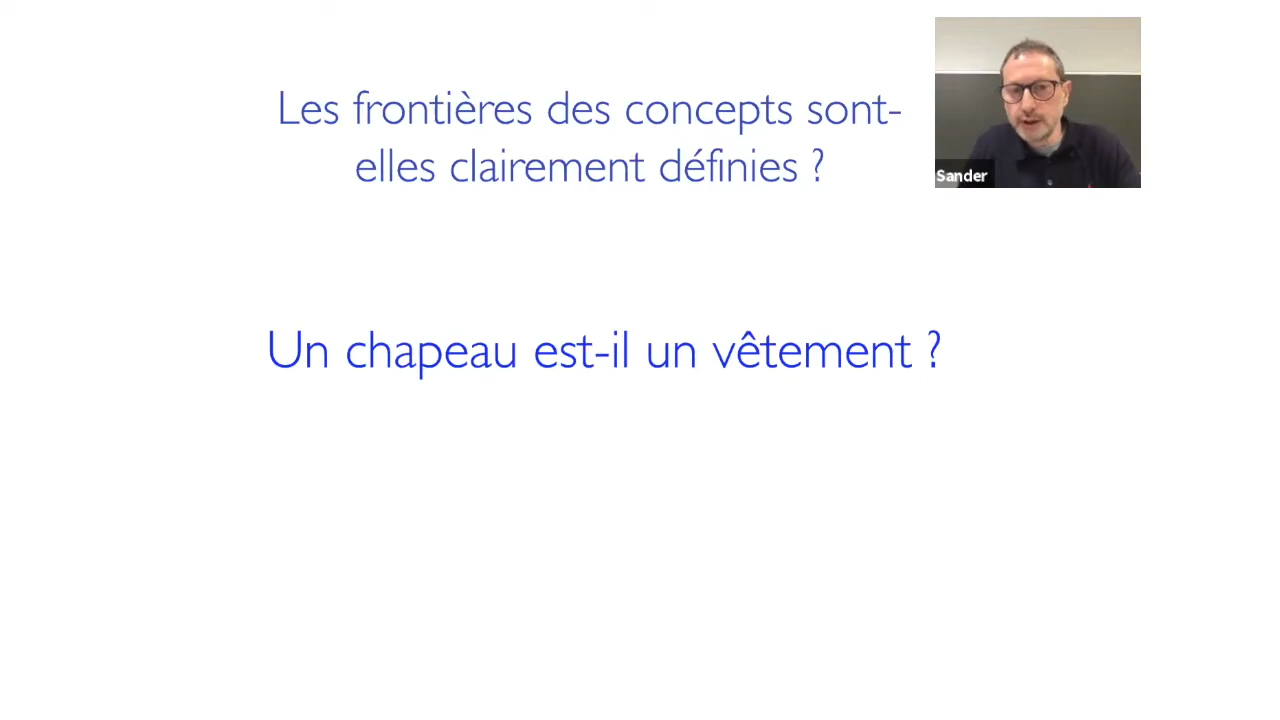 Les frontières des concepts sont-
elles clairement définies ?
Sander
Un chapeau est-il un vêtement ?